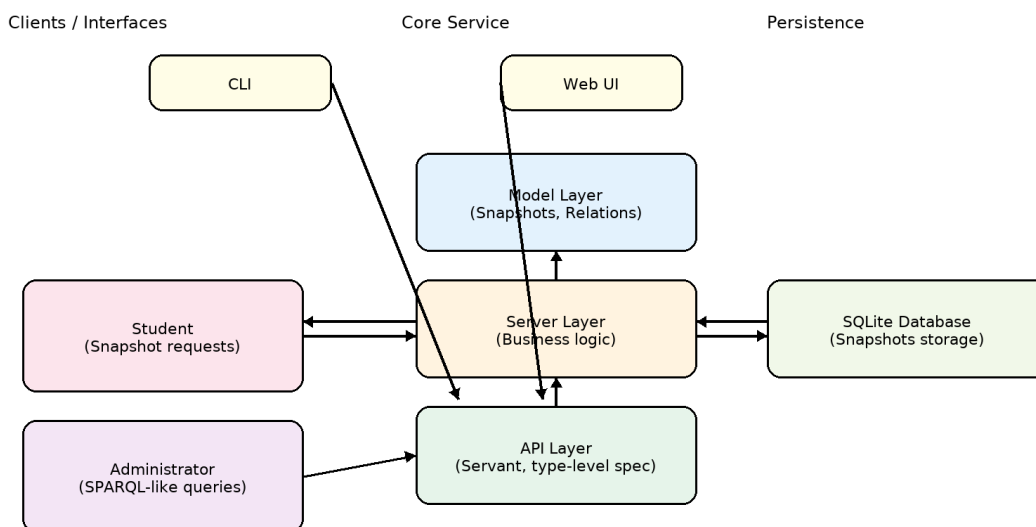 Clients / Interfaces
Core Service
Persistence
CLI
Web UI
Model Layer
(Snapshots, Relations)
Student
(Snapshot requests)
Server Layer
(Business logic)
SQLite Database
(Snapshots storage)
Administrator
(SPARQL-like queries)
API Layer
(Servant, type-level spec)